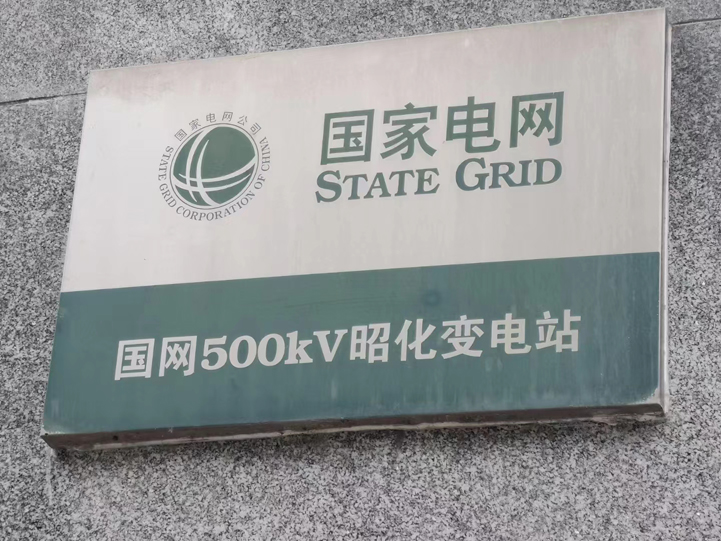 国家电网公司
STATE GRID CORPORATION OF CHINA
国家电网
STATE GRID
国网500kV昭化变电站